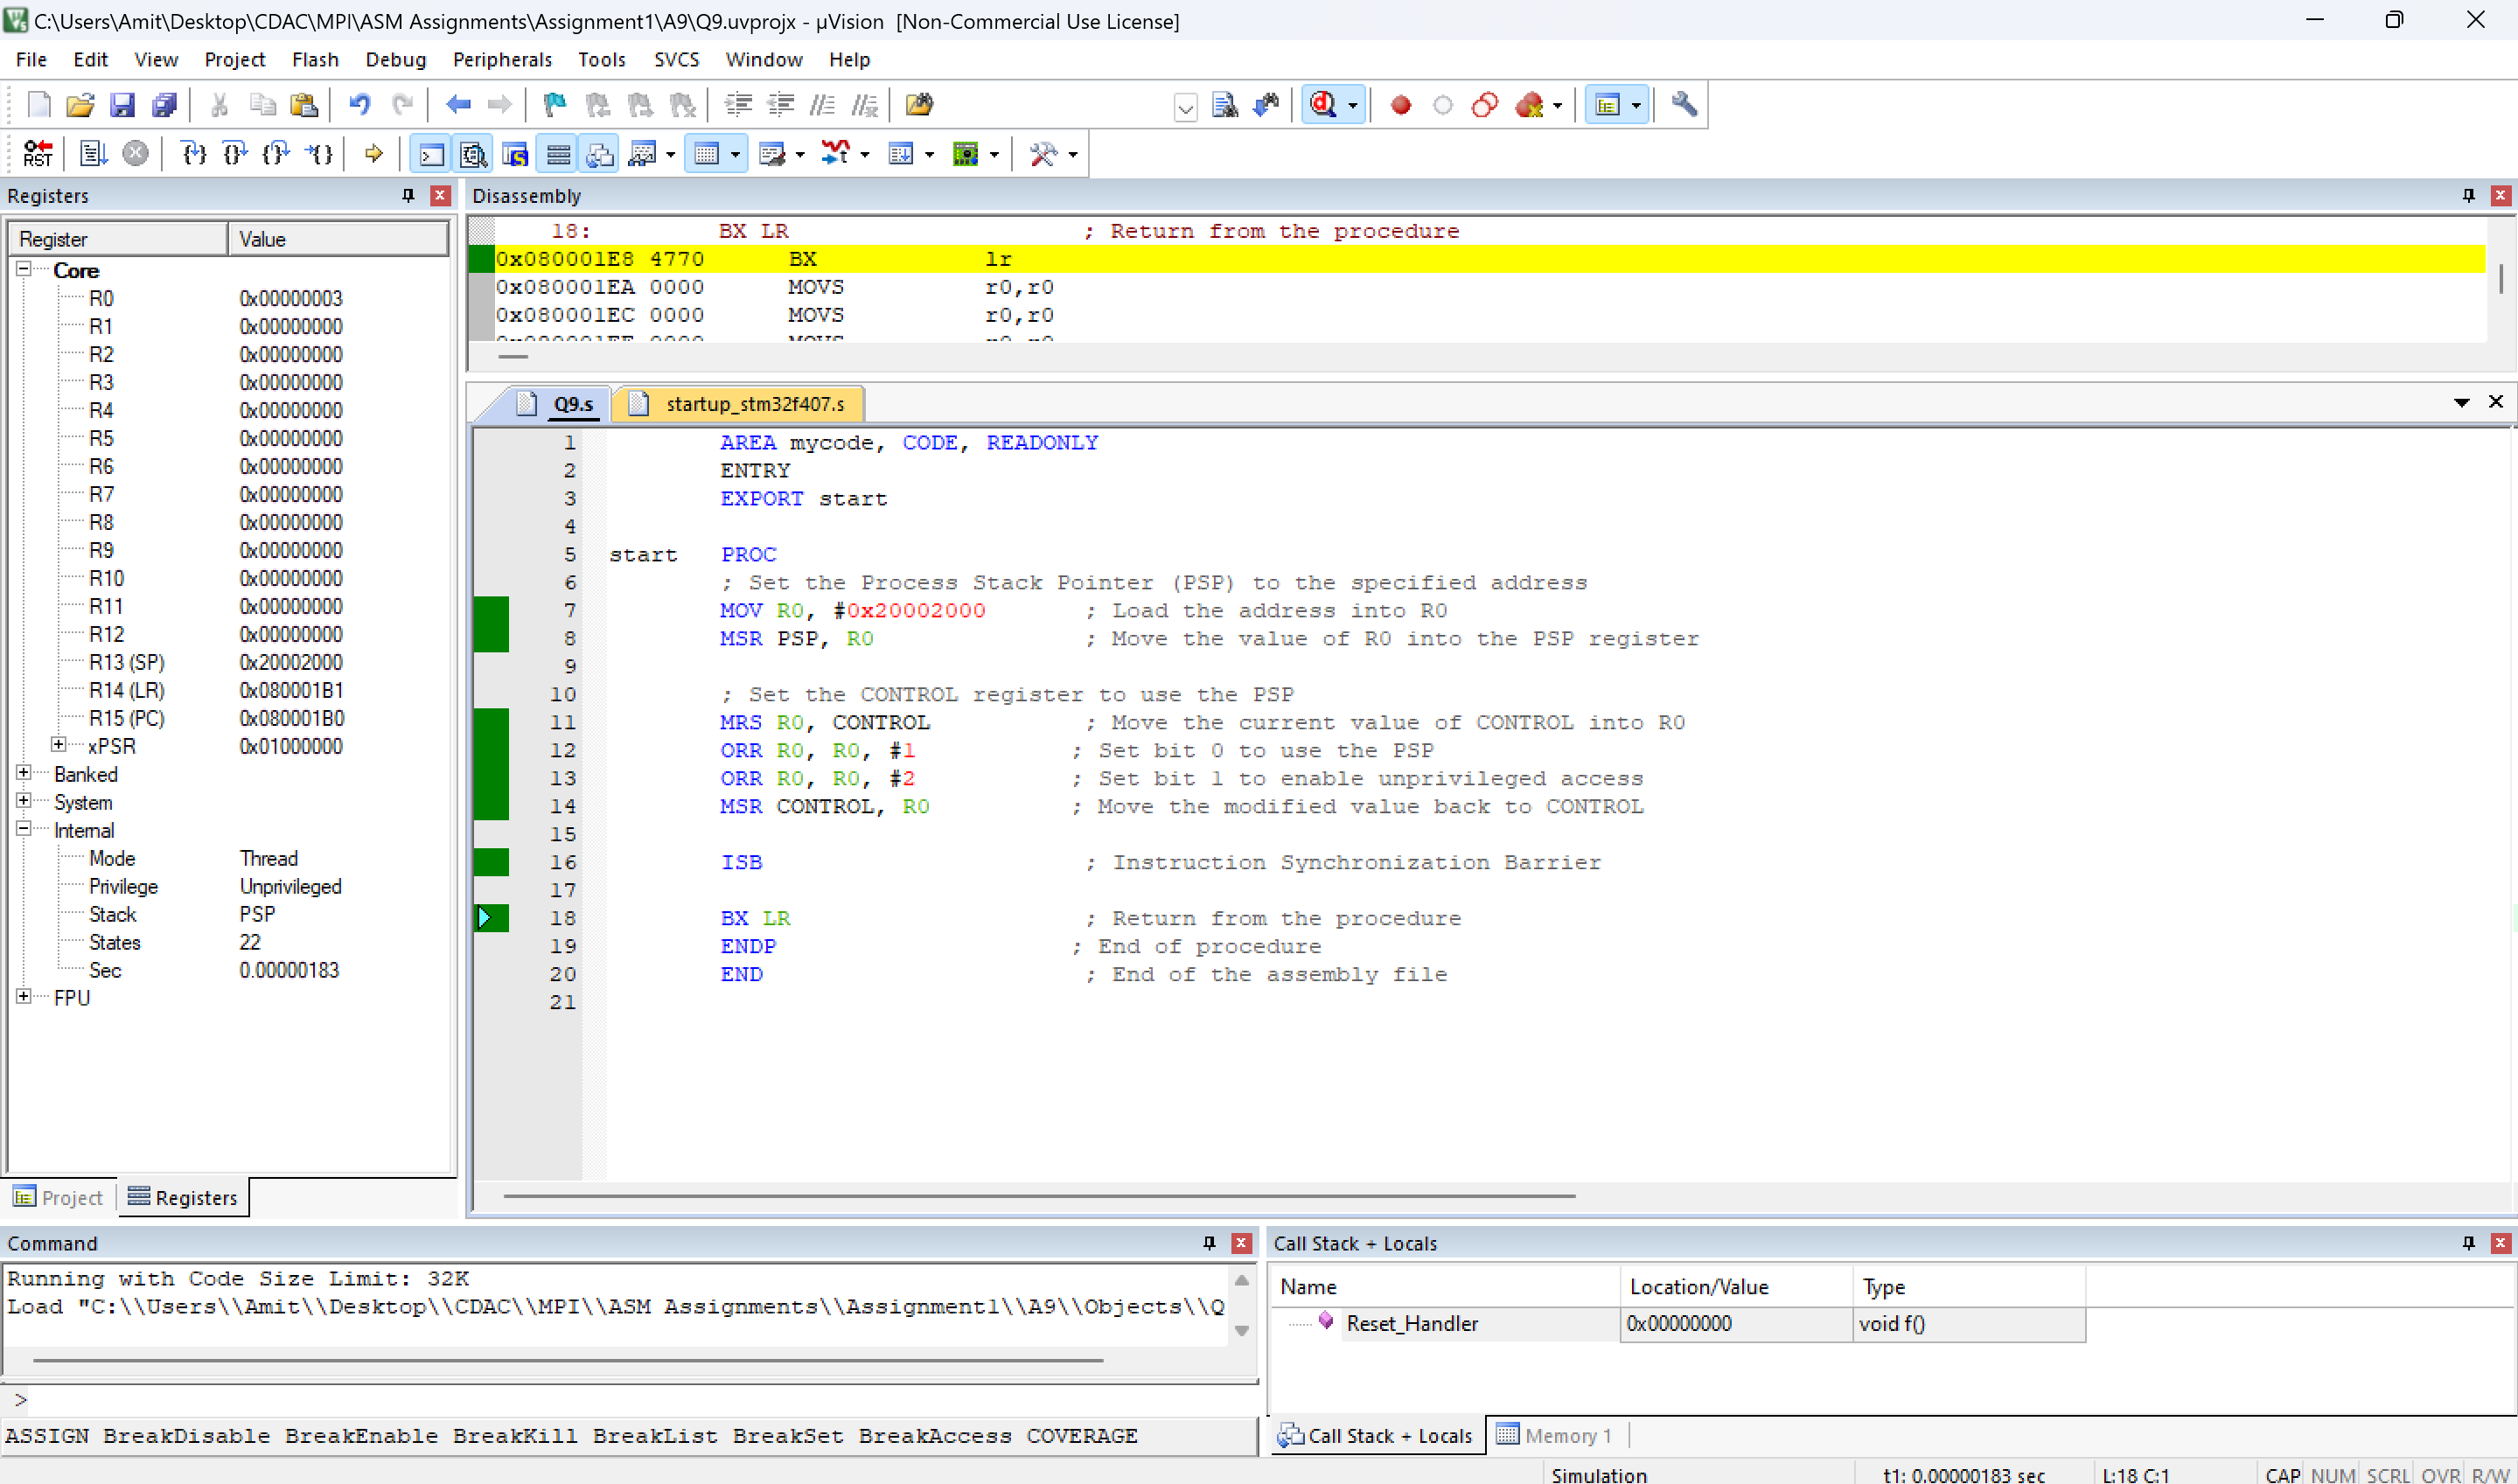 C:\Users\Amit\Desktop\CDAC\MPI\ASM Assignments\Assignment1\A9\Q9.uvprojx - µVision [Non-Commercial Use License]
File Edit View Project Flash Debug Peripherals Tools SVCS Window Help
RST
Registers
Register Value
Core
R0 0x00000003
R1 0x00000000
R2 0x00000000
R3 0x00000000
R4 0x00000000
R5 0x00000000
R6 0x00000000
R7 0x00000000
R8 0x00000000
R9 0x00000000
R10 0x00000000
R11 0x00000000
R12 0x00000000
R13 (SP) 0x20002000
R14 (LR) 0x080001B1
R15 (PC) 0x080001B0
xPSR 0x01000000
Banked
System
Internal
Mode Thread
Privilege Unprivileged
Stack PSP
States 22
Sec 0.00000183
FPU
Project Registers
Disassembly
18: BX LR ; Return from the procedure
0x080001E8 4770 BX lr
0x080001EA 0000 MOVS r0,r0
0x080001EC 0000 MOVS r0,r0
0x080001EE 0000 MOVS r0,r0
Q9.s startup_stm32f407.s
1 AREA mycode, CODE, READONLY
2 ENTRY
3 EXPORT start
4
5 start PROC
6 ; Set the Process Stack Pointer (PSP) to the specified address
7 MOV R0, #0x20002000 ; Load the address into R0
8 MSR PSP, R0 ; Move the value of R0 into the PSP register
9
10 ; Set the CONTROL register to use the PSP
11 MRS R0, CONTROL ; Move the current value of CONTROL into R0
12 ORR R0, R0, #1 ; Set bit 0 to use the PSP
13 ORR R0, R0, #2 ; Set bit 1 to enable unprivileged access
14 MSR CONTROL, R0 ; Move the modified value back to CONTROL
15
16 ISB ; Instruction Synchronization Barrier
17
18 BX LR ; Return from the procedure
19 ENDP ; End of procedure
20 END ; End of the assembly file
21
Command
Running with Code Size Limit: 32K
Load "C:\\Users\\Amit\\Desktop\\CDAC\\MPI\\ASM Assignments\\Assignment1\\A9\\Objects\\Q
>
ASSIGN BreakDisable BreakEnable BreakKill BreakList BreakSet BreakAccess COVERAGE
Call Stack + Locals
Name Location/Value Type
Reset_Handler 0x00000000 void f()
Call Stack + Locals Memory 1
Simulation t1: 0.00000183 sec L:18 C:1 CAP NUM SCRL OVR R/W